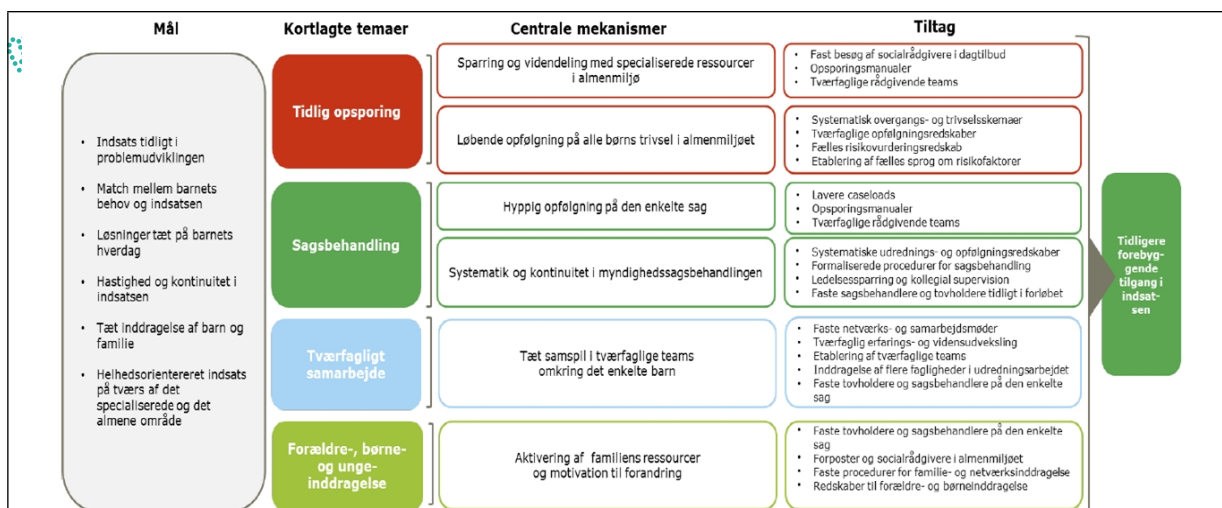 Mål
Kortlagte temaer
Centrale mekanismer
Tiltag
• Indsats tidligt i
problemudviklingen
• Match mellem barnets
behov og indsatsen
• Løsninger tæt på barnets
hverdag
• Hastighed og kontinuitet i
indsatsen
• Tæt inddragelse af barn og
familie
• Helhedsorientereret indsats
på tværs af det
specialiserede og det
almene område
Tidlig opsporing
Sparring og videndeling med specialiserede ressourcer
i almenmiljø
• Fast besøg af socialrådgivere i dagtilbud
• Opsporingsmanualer
• Tværfaglige rådgivende teams
Løbende opfølgning på alle børns trivsel i almenmiljøet
• Systematisk overgangs- og trivselsskemaer
• Tværfaglige opfølgningsredskaber
• Fælles risikovurderingsredskab
• Etablering af fælles sprog om risikofaktorer
Sagsbehandling
Hyppig opfølgning på den enkelte sag
• Lavere caseloads
• Opsporingsmanualer
• Tværfaglige rådgivende teams
Systematik og kontinuitet i myndighedssagsbehandlingen
• Systematiske udrednings- og opfølgningsredskaber
• Formaliserede procedurer for sagsbehandling
• Ledelsessparring og kollegial supervision
• Faste sagsbehandlere og tovholdere tidligt i forløbet
Tværfagligt
samarbejde
Tæt samspil i tværfaglige teams
omkring det enkelte barn
• Faste netværks- og samarbejdsmøder
• Tværfaglig erfarings- og vidensudveksling
• Etablering af tværfaglige teams
• Inddragelse af flere fagligheder i udredningsarbejdet
• Faste tovholdere og sagsbehandlere på den enkelte
sag
Forældre-, børne-
og unge-
inddragelse
Aktivering af familiens ressourcer
og motivation til forandring
• Faste tovholdere og sagsbehandlere på den enkelte
sag
• Forposter og socialrådgivere i almenmiljøet
• Faste procedurer for familie- og netværksinddragelse
• Redskaber til forældre- og børneinddragelse
Tidligere
forebyg-
gende
tilgang i
indsat-
sen